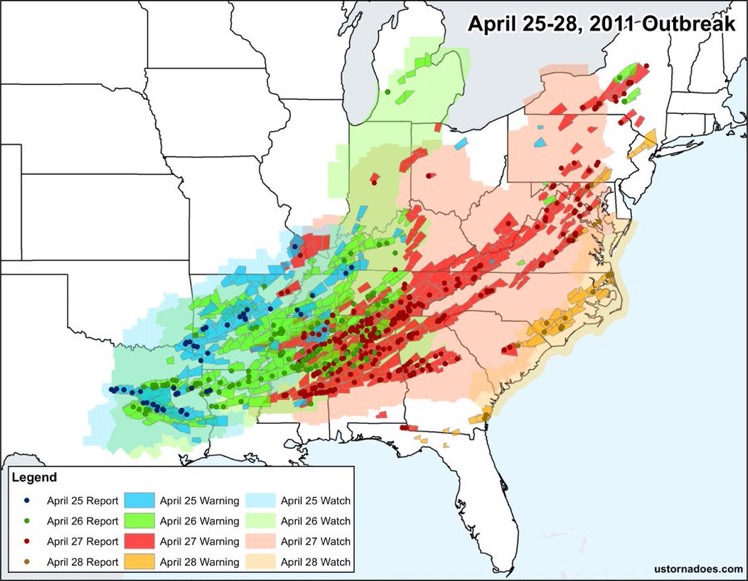 April 25-28, 2011 Outbreak
Legend
April 25 Report April 25 Warning April 25 Watch
April 26 Report April 26 Warning April 26 Watch
April 27 Report April 27 Warning April 27 Watch
April 28 Report April 28 Warning April 28 Watch
ustornadoes.com